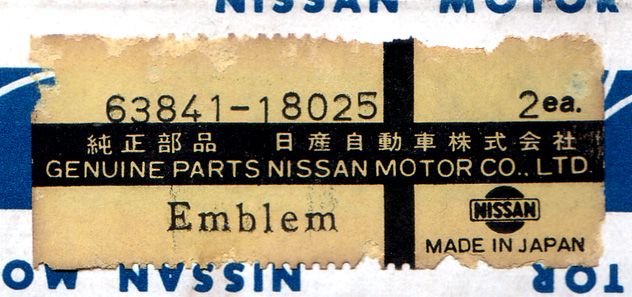 NISSAN MOTOR
63841-18025 2ea.
純正部品 日産自動車株式会社
GENUINE PARTS NISSAN MOTOR CO., LTD.
Emblem
NISSAN
MADE IN JAPAN
TOR
NISSAN MO